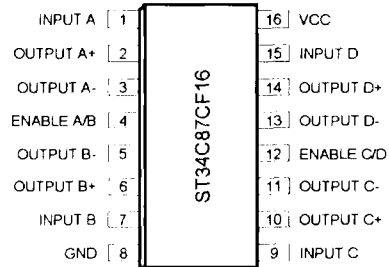 INPUT A 1 16 VCC
OUTPUT A+ 2 15 INPUT D
OUTPUT A- 3 14 OUTPUT D+
ENABLE A/B 4 13 OUTPUT D-
OUTPUT B- 5 12 ENABLE C/D
OUTPUT B+ 6 11 OUTPUT C-
INPUT B 7 10 OUTPUT C+
GND 8 9 INPUT C
ST34C87CF16